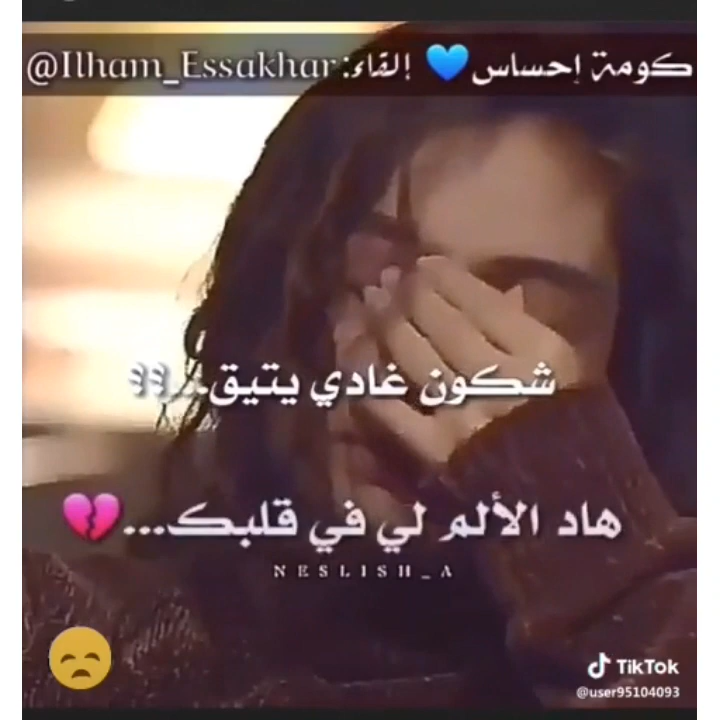 كومة إحساس💙 إلقاء: @Ilham_Essakhar
شكون غادي يتيق...؟؟
هاد الألم لي في قلبك...💔
NESLISH_A
TikTok
@user95104093